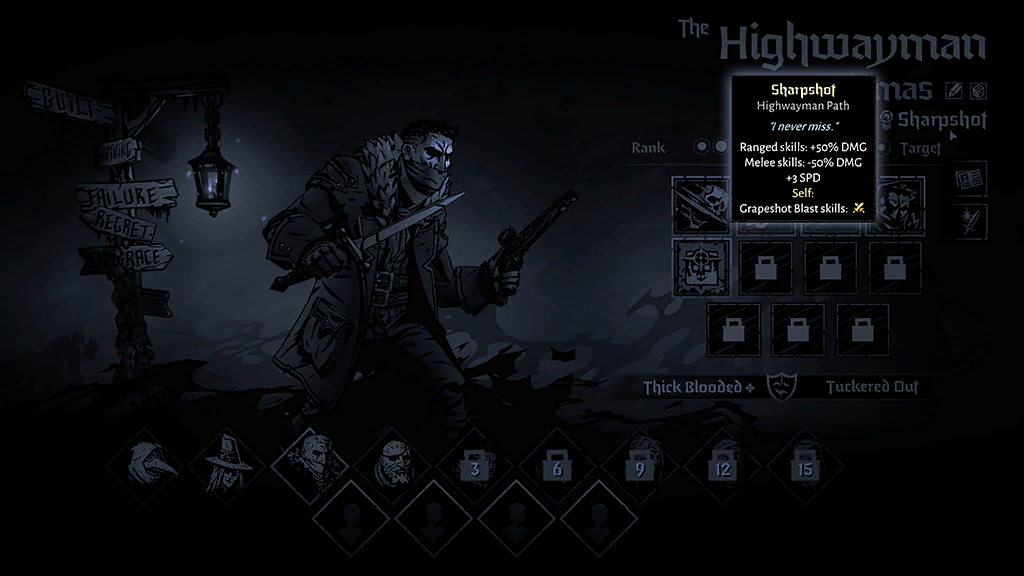 The
Highwayman
mas
Sharpshot
Highwayman Path
"I never miss."
Ranged skills: +50% DMG
Melee skills: -50% DMG
+3 SPD
Self:
Grapeshot Blast skills:
Sharpshot
Rank
Target
GUILT
FAILURE
REGRET
Thick Blooded +
Tuckered Out
3
6
9
12
15